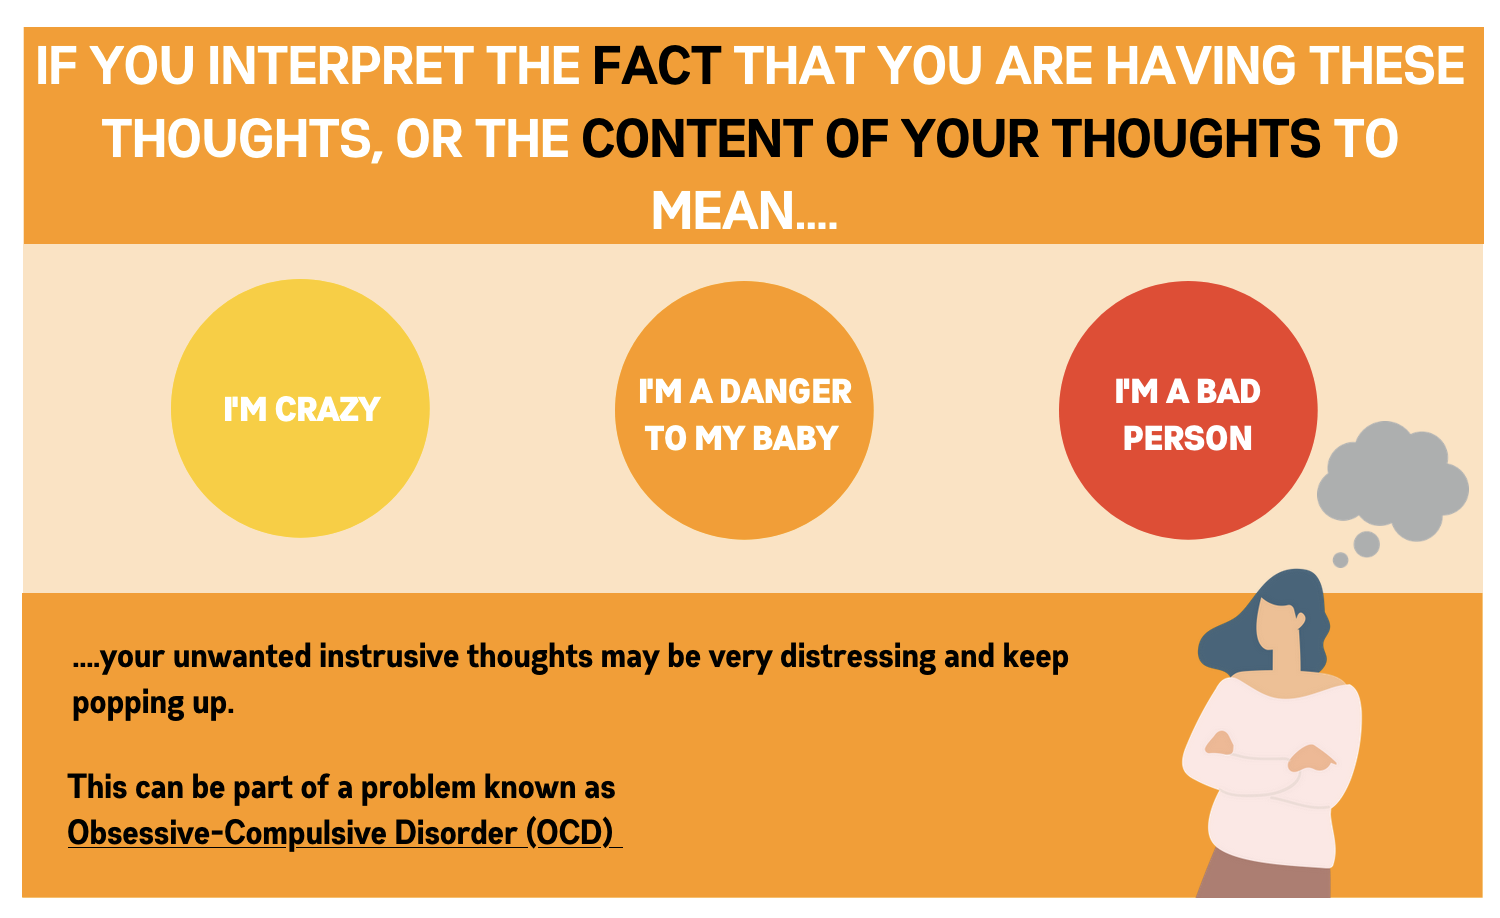 IF YOU INTERPRET THE FACT THAT YOU ARE HAVING THESE
THOUGHTS, OR THE CONTENT OF YOUR THOUGHTS TO
MEAN....
I'M CRAZY
I'M A DANGER
TO MY BABY
I'M A BAD
PERSON
....your unwanted instrusive thoughts may be very distressing and keep
popping up.
This can be part of a problem known as
Obsessive-Compulsive Disorder (OCD)